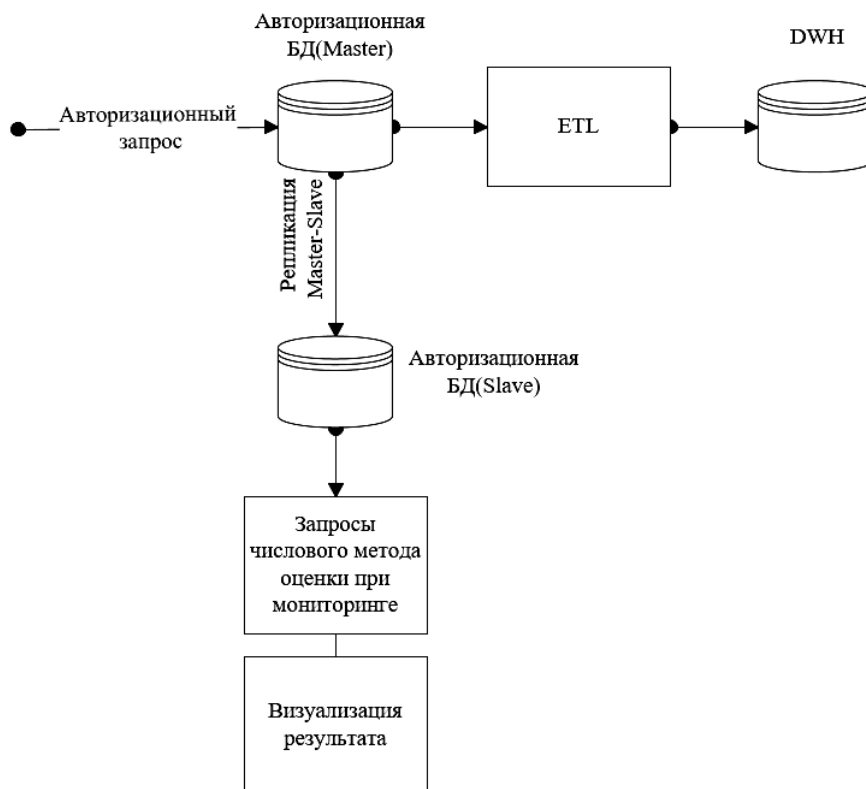 Авторизационная
БД(Master)
DWH
Авторизационный
запрос
ETL
Репликация
Master-Slave
Авторизационная
БД(Slave)
Запросы
числового метода
оценки при
мониторинге
Визуализация
результата